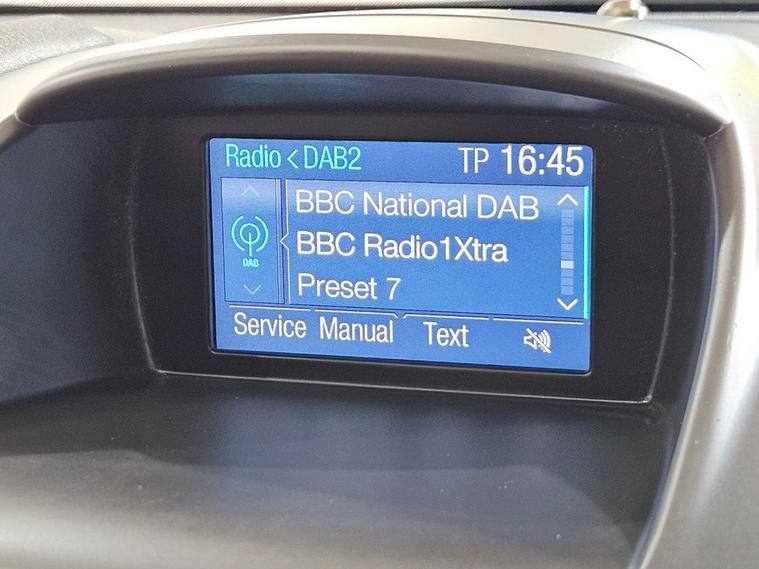 Radio < DAB2 TP 16:45
BBC National DAB
BBC Radio1Xtra
DAB
Preset 7
Service Manual Text